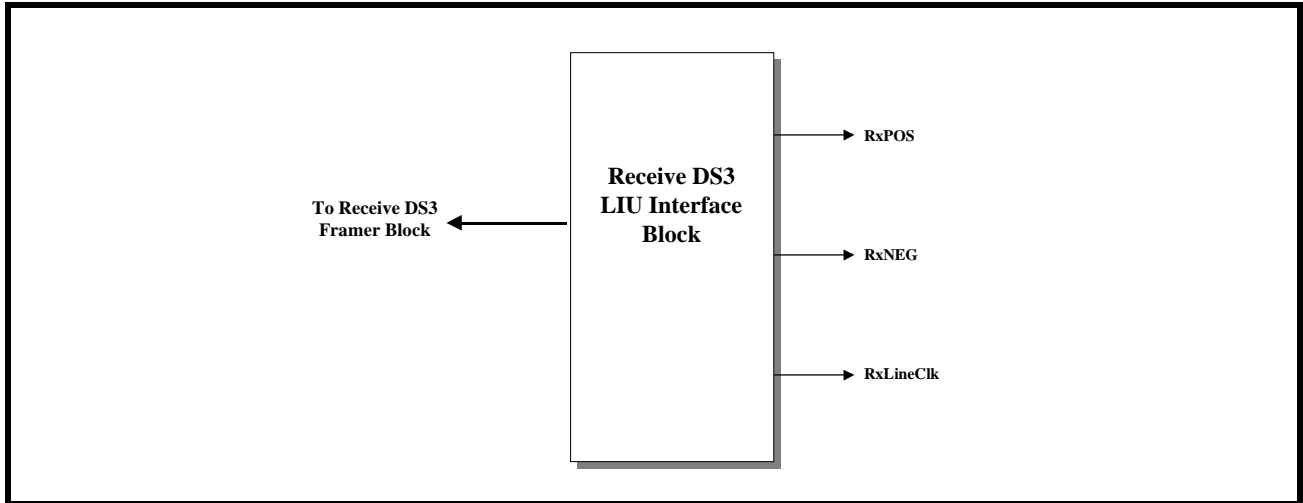 To Receive DS3
Framer Block
Receive DS3
LIU Interface
Block
RxPOS
RxNEG
RxLineClk